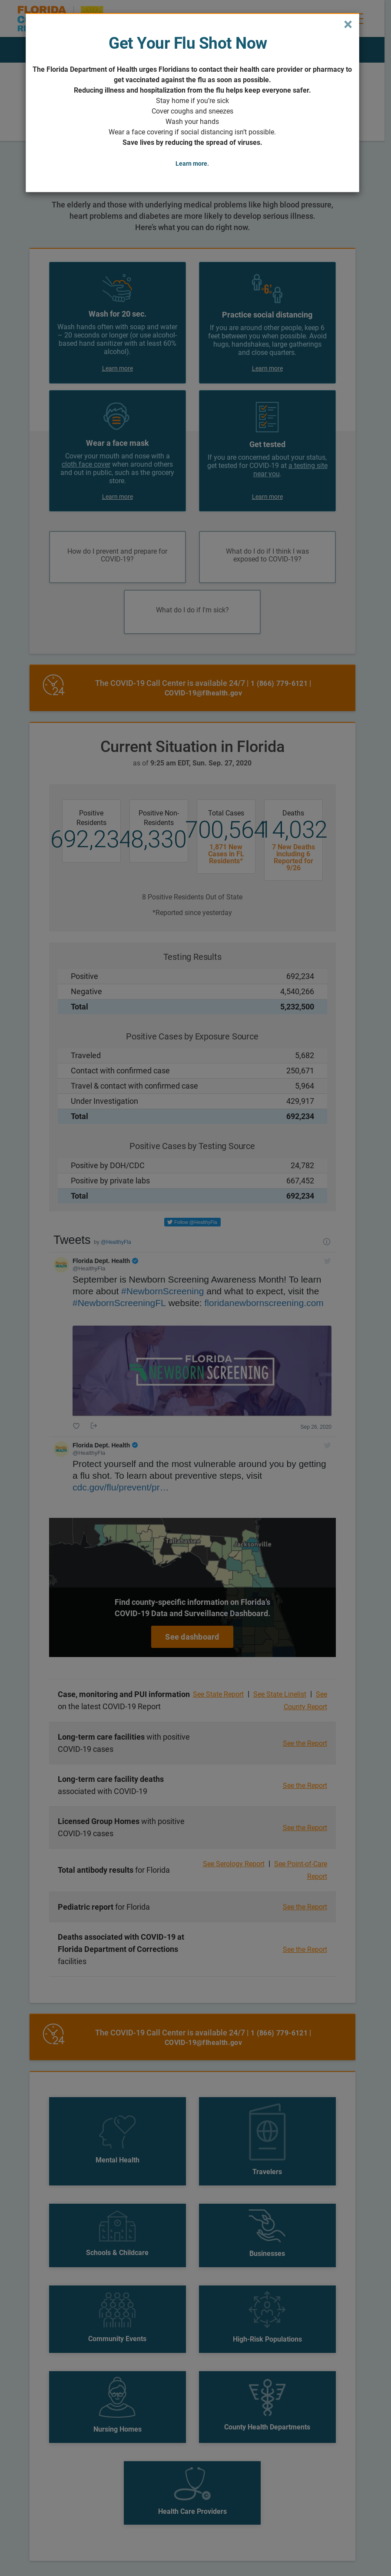 FLORIDA
×
Get Your Flu Shot Now
The Florida Department of Health urges Floridians to contact their health care provider or pharmacy to
get vaccinated against the flu as soon as possible.
Reducing illness and hospitalization from the flu helps keep everyone safer.
Stay home if you're sick
Cover coughs and sneezes
Wash your hands
Wear a face covering if social distancing isn't possible.
Save lives by reducing the spread of viruses.
Learn more.
The elderly and those with underlying medical problems like high blood pressure,
heart problems and diabetes are more likely to develop serious illness.
Here's what you can do right now.
Wash for 20 sec.
Wash hands often with soap and water
– 20 seconds or longer (or use alcohol-
based hand sanitizer with at least 60%
alcohol).
Learn more
Practice social distancing
If you are around other people, keep 6
feet between you when possible. Avoid
hugs, handshakes, large gatherings
and close quarters.
Learn more
Wear a face mask
Cover your mouth and nose with a
cloth face cover when around others
and out in public, such as the grocery
store.
Learn more
Get tested
If you are concerned about your status,
get tested for COVID-19 at a testing site
near you.
Learn more
How do I prevent and prepare for
COVID-19?
What do I do if I think I was
exposed to COVID-19?
What do I do if I'm sick?
24
The COVID-19 Call Center is available 24/7 | 1 (866) 779-6121 |
COVID-19@flhealth.gov
Current Situation in Florida
as of 9:25 am EDT, Sun. Sep. 27, 2020
Positive
Residents
692,234
Positive Non-
Residents
8,330
Total Cases
700,564
1,871 New
Cases in FL
Residents*
Deaths
14,032
7 New Deaths
Including 6
Reported for
9/26
8 Positive Residents Out of State
*Reported since yesterday
Testing Results
Positive 692,234
Negative 4,540,266
Total 5,232,500
Positive Cases by Exposure Source
Traveled 5,682
Contact with confirmed case 250,671
Travel & contact with confirmed case 5,964
Under Investigation 429,917
Total 692,234
Positive Cases by Testing Source
Positive by DOH/CDC 24,782
Positive by private labs 667,452
Total 692,234
Follow @HealthyFla
Tweets by @HealthyFla
Florida Dept. Health
@HealthyFla
September is Newborn Screening Awareness Month! To learn
more about #NewbornScreening and what to expect, visit the
#NewbornScreeningFL website: floridanewbornscreening.com
FLORIDA
NEWBORN SCREENING
Sep 26, 2020
Florida Dept. Health
@HealthyFla
Protect yourself and the most vulnerable around you by getting
a flu shot. To learn about preventive steps, visit
cdc.gov/flu/prevent/pr…
Tallahassee
Jacksonville
Find county-specific information on Florida's
COVID-19 Data and Surveillance Dashboard.
See dashboard
Case, monitoring and PUI information
on the latest COVID-19 Report
See State Report | See State Linelist | See
County Report
Long-term care facilities with positive
COVID-19 cases
See the Report
Long-term care facility deaths
associated with COVID-19
See the Report
Licensed Group Homes with positive
COVID-19 cases
See the Report
Total antibody results for Florida
See Serology Report | See Point-of-Care
Report
Pediatric report for Florida
See the Report
Deaths associated with COVID-19 at
Florida Department of Corrections
facilities
See the Report
24
The COVID-19 Call Center is available 24/7 | 1 (866) 779-6121 |
COVID-19@flhealth.gov
Mental Health
Travelers
Schools & Childcare
Businesses
Community Events
High-Risk Populations
Nursing Homes
County Health Departments
Health Care Providers